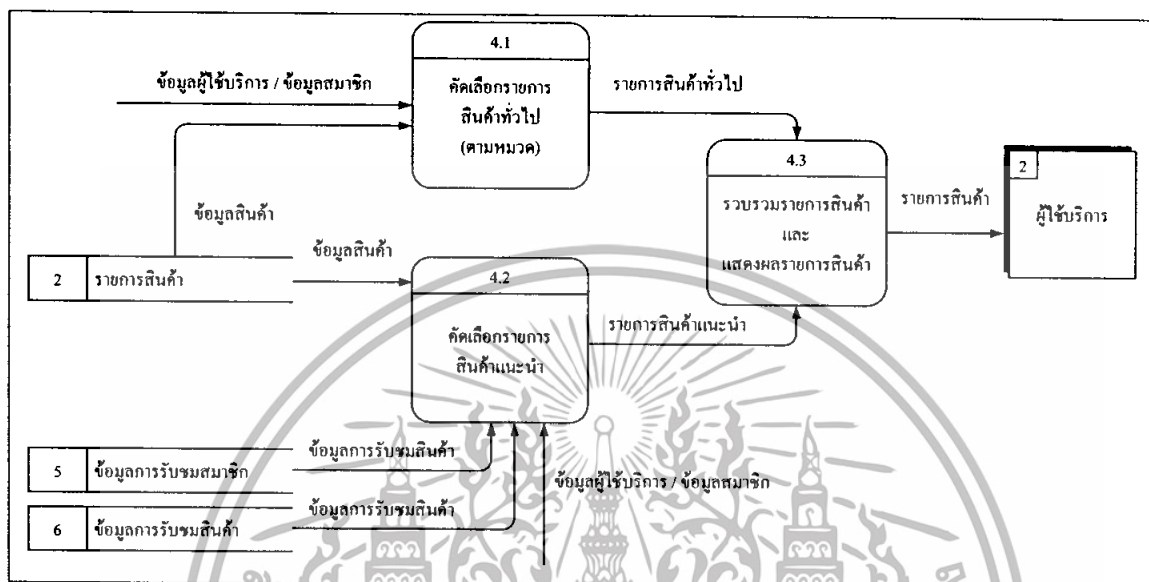 4.1
ข้อมูลผู้ใช้บริการ / ข้อมูลสมาชิก
คัดเลือกรายการ
สินค้าทั่วไป
(ตามหมวด)
รายการสินค้าทั่วไป
4.3
รวบรวมรายการสินค้า
และ
แสดงผลรายการสินค้า
รายการสินค้า
2
ผู้ใช้บริการ
ข้อมูลสินค้า
ข้อมูลสินค้า
2
รายการสินค้า
4.2
คัดเลือกรายการ
สินค้าแนะนำ
รายการสินค้าแนะนำ
5
ข้อมูลการรับชมสมาชิก
ข้อมูลการรับชมสินค้า
ข้อมูลผู้ใช้บริการ / ข้อมูลสมาชิก
6
ข้อมูลการรับชมสินค้า
ข้อมูลการรับชมสินค้า